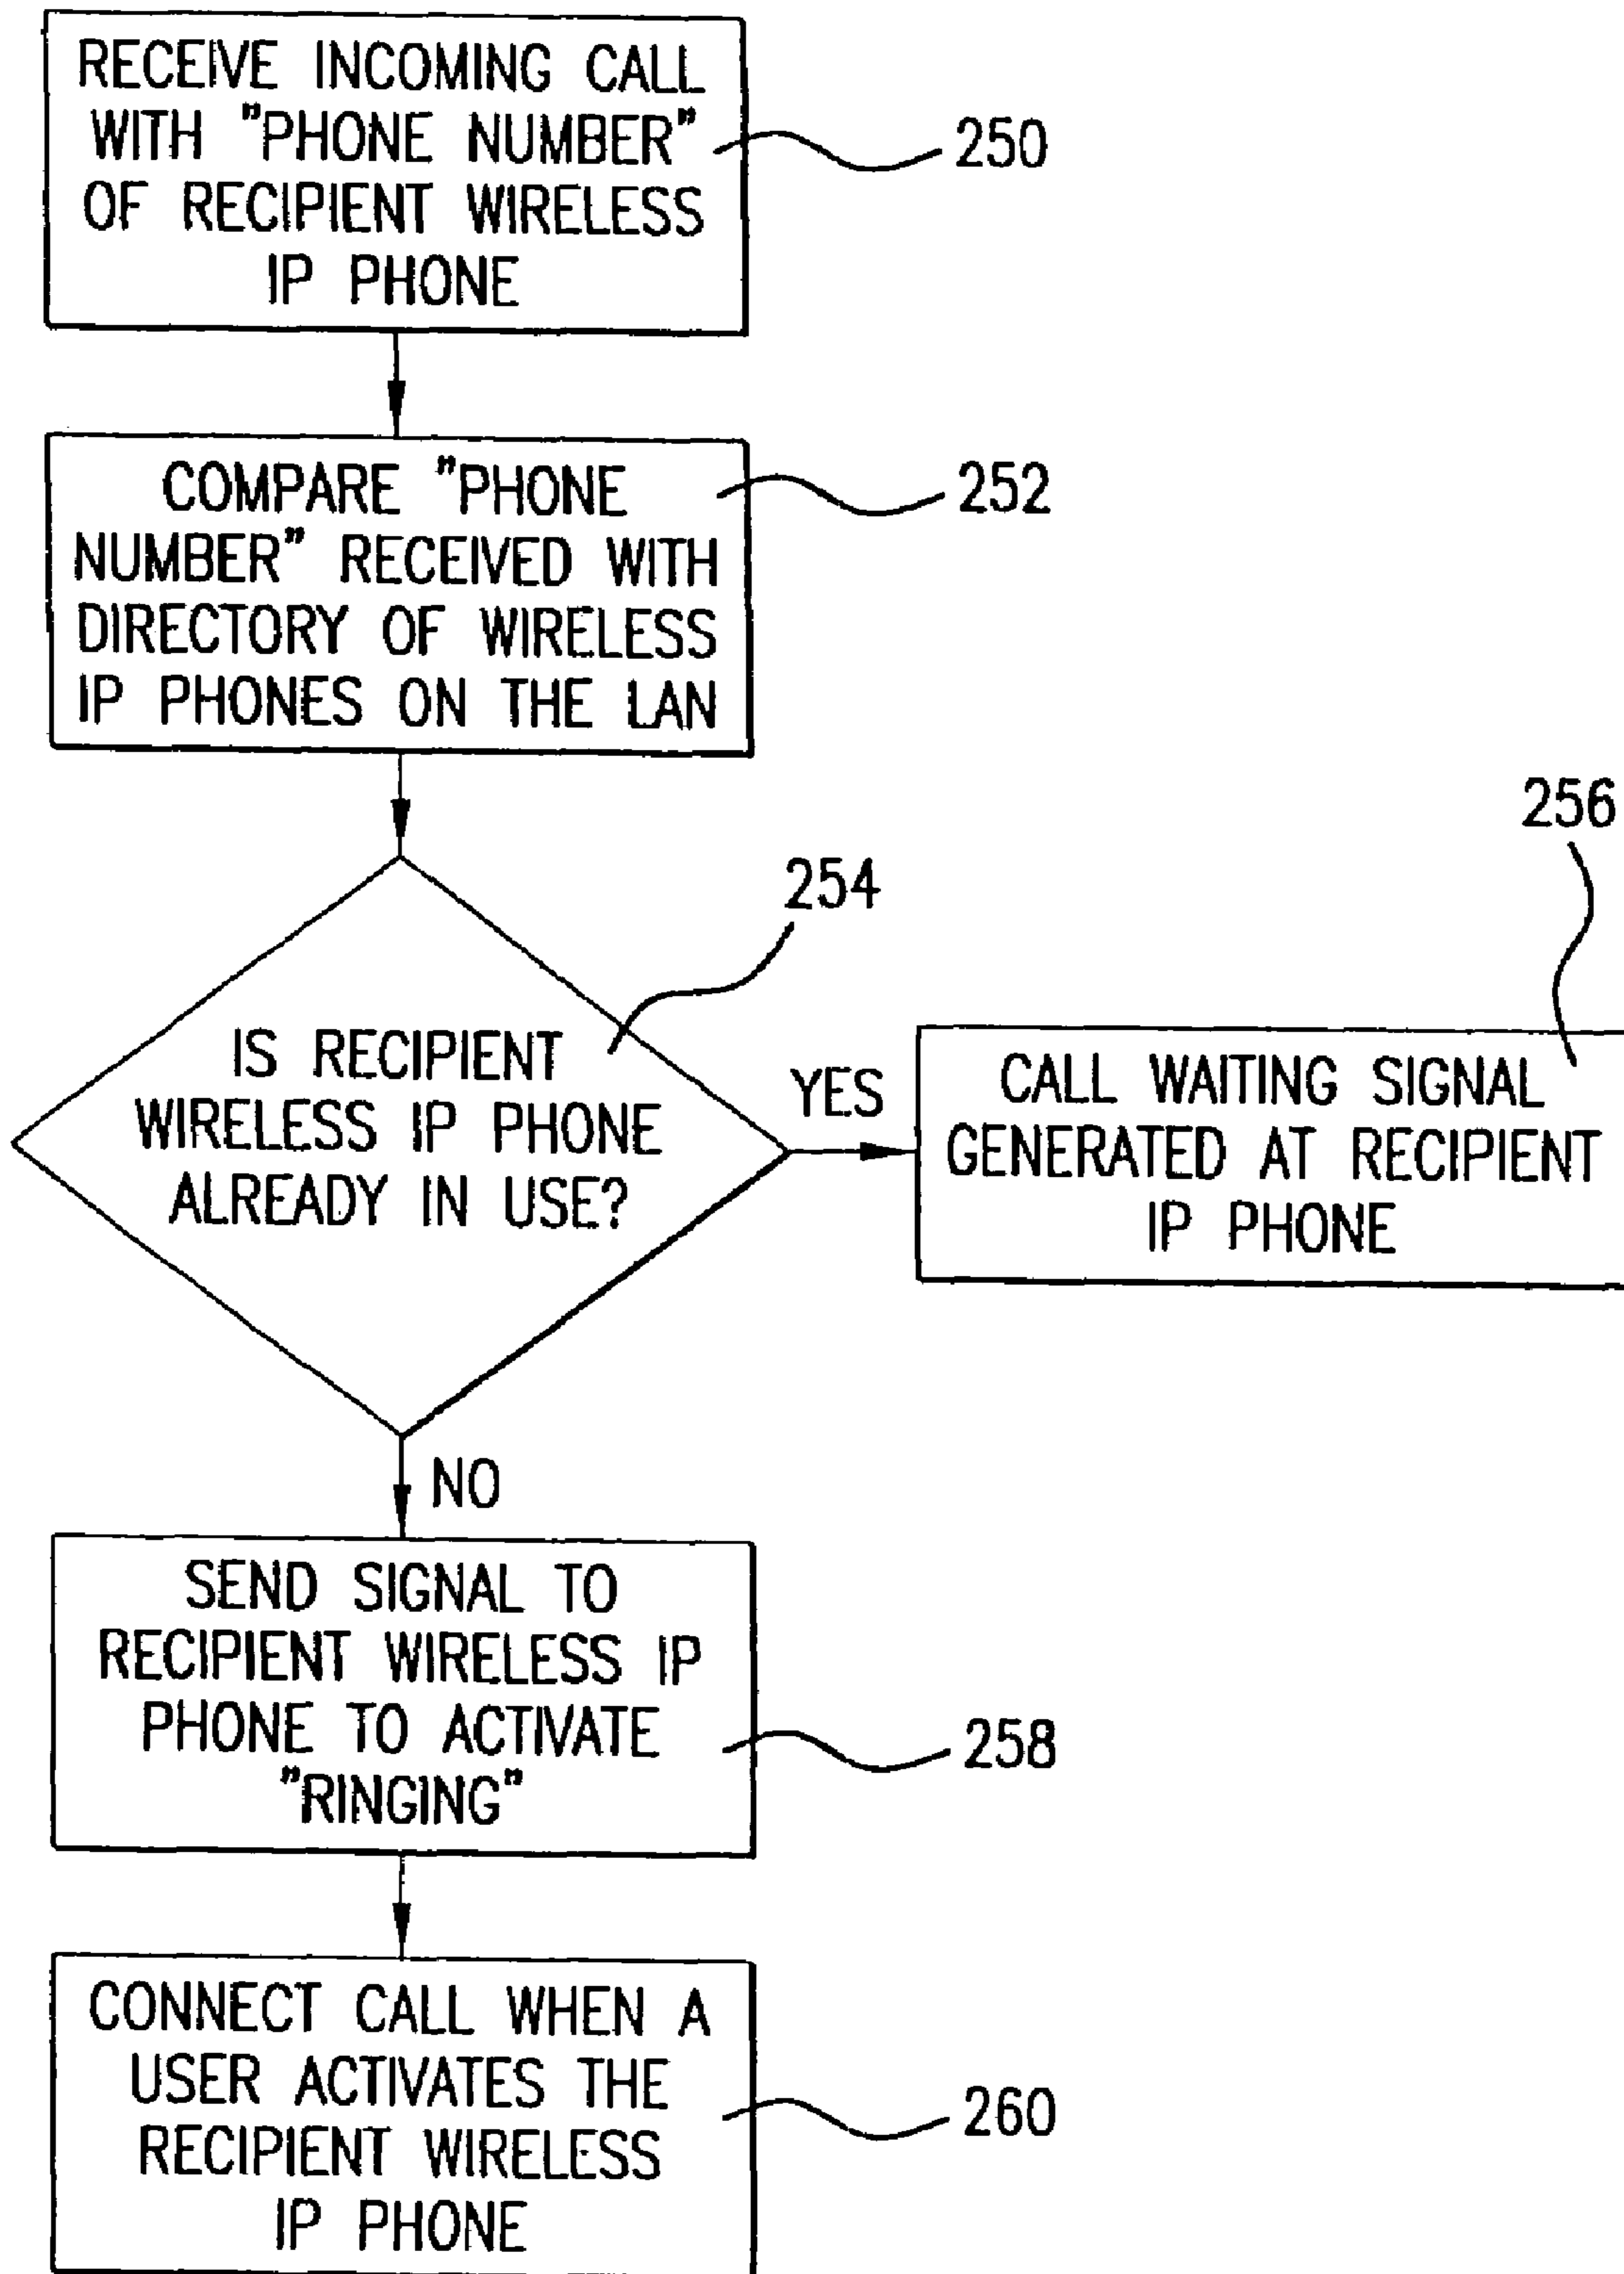 RECEIVE INCOMING CALL
WITH "PHONE NUMBER"
OF RECIPIENT WIRELESS
IP PHONE
250
COMPARE "PHONE
NUMBER" RECEIVED WITH
DIRECTORY OF WIRELESS
IP PHONES ON THE LAN
252
254
IS RECIPIENT
WIRELESS IP PHONE
ALREADY IN USE?
YES
256
CALL WAITING SIGNAL
GENERATED AT RECIPIENT
IP PHONE
NO
SEND SIGNAL TO
RECIPIENT WIRELESS IP
PHONE TO ACTIVATE
"RINGING"
258
CONNECT CALL WHEN A
USER ACTIVATES THE
RECIPIENT WIRELESS
IP PHONE
260